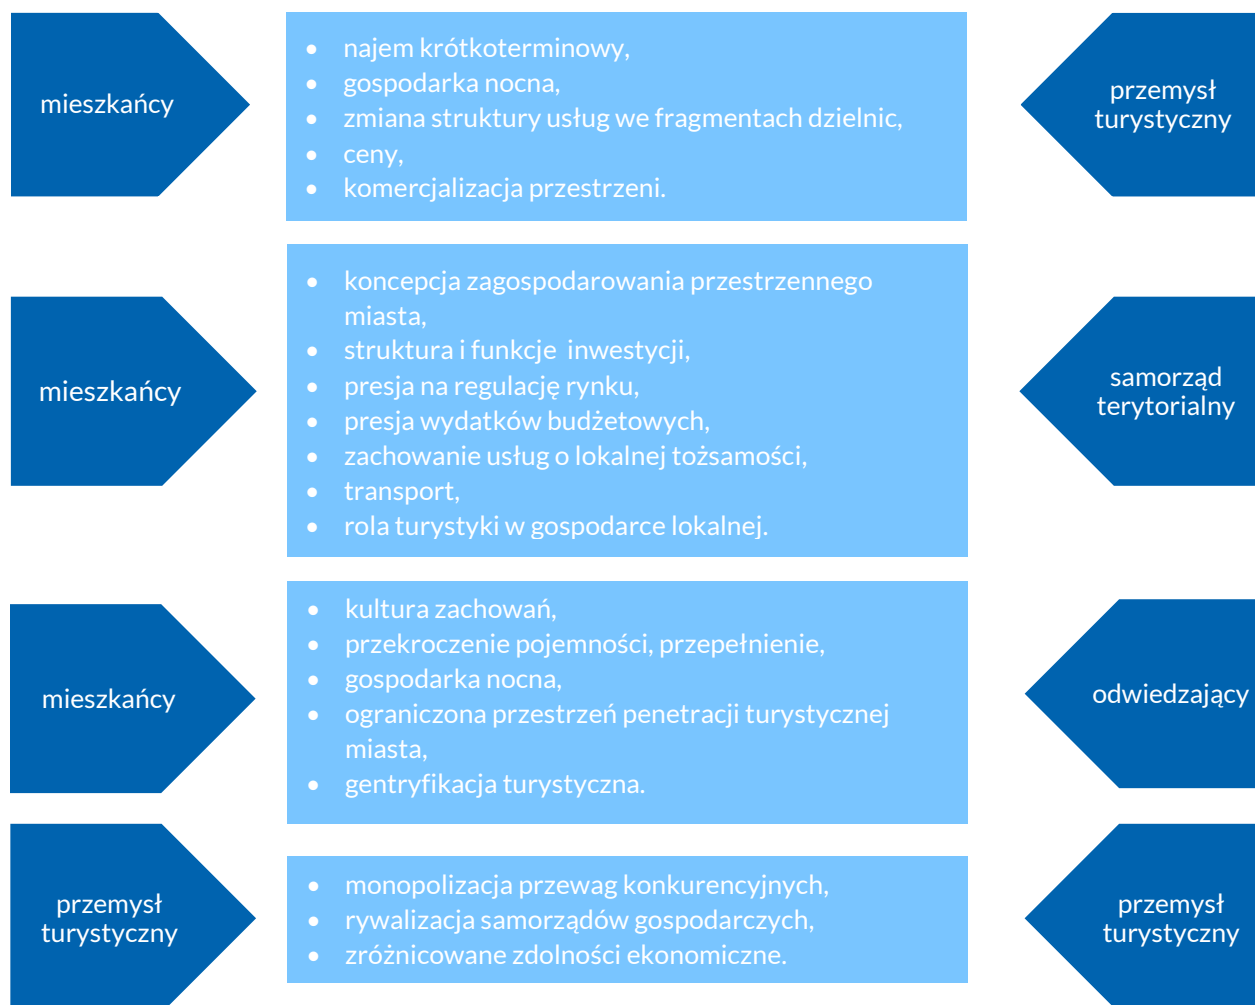 mieszkańcy
• najem krótkoterminowy,
• gospodarka nocna,
• zmiana struktury usług we fragmentach dzielnic,
• ceny,
• komercjalizacja przestrzeni.
przemysł
turystyczny
mieszkańcy
• koncepcja zagospodarowania przestrzennego
miasta,
• struktura i funkcje  inwestycji,
• presja na regulację rynku,
• presja wydatków budżetowych,
• zachowanie usług o lokalnej tożsamości,
• transport,
• rola turystyki w gospodarce lokalnej.
samorząd
terytorialny
mieszkańcy
• kultura zachowań,
• przekroczenie pojemności, przepełnienie,
• gospodarka nocna,
• ograniczona przestrzeń penetracji turystycznej
miasta,
• gentryfikacja turystyczna.
odwiedzający
przemysł
turystyczny
• monopolizacja przewag konkurencyjnych,
• rywalizacja samorządów gospodarczych,
• zróżnicowane zdolności ekonomiczne.
przemysł
turystyczny